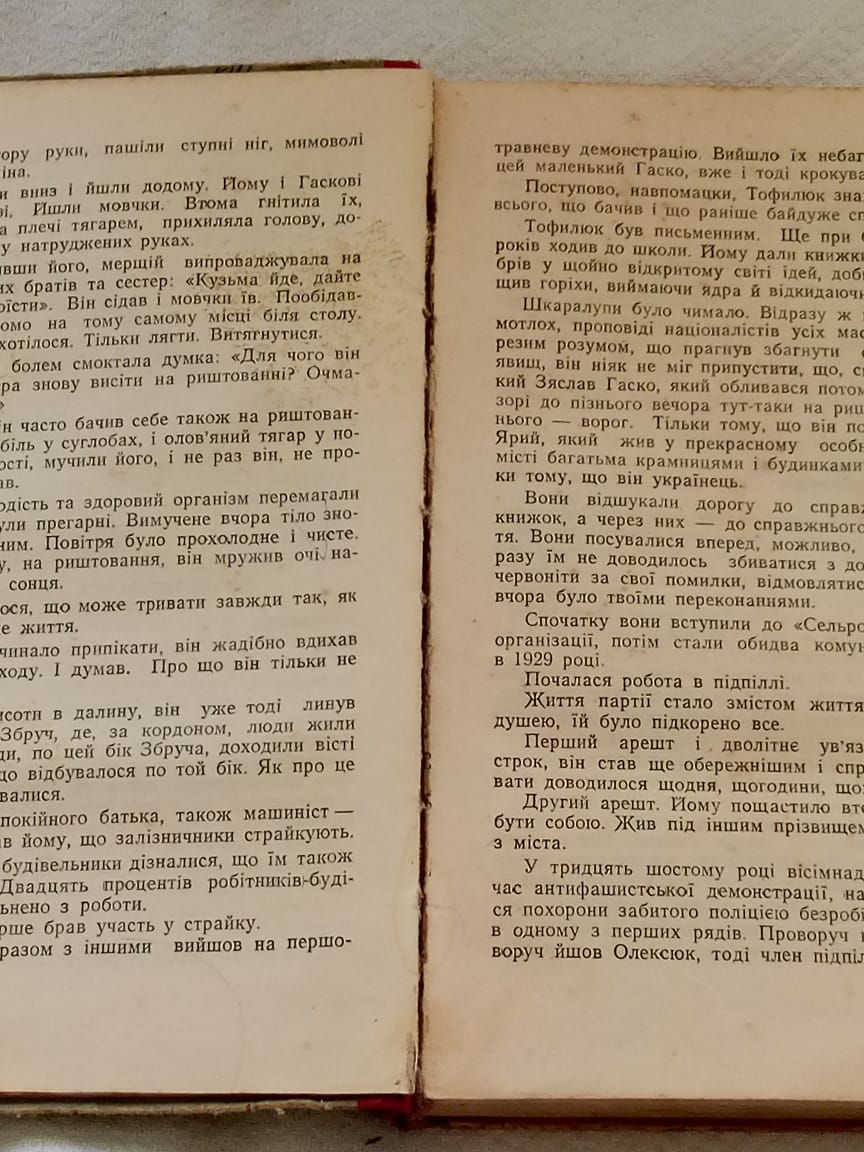 ору руки, пашіли ступні ніг, мимоволі
іна.
и вниз і йшли додому. Йому і Гаскові
зі. Йшли мовчки. Втома гнітила їх,
а плечі тягарем, прихиляла голову, до-
у натруджених руках.
вши його, мерщій випроваджувала на
их братів та сестер: «Кузьма йде, дайте
оїсти». Він сідав і мовчки їв. Пообідав-
омо на тому самому місці біля столу.
хотілося. Тільки лягти. Витягнутися.
болем смоктала думка: «Для чого він
тра знову висіти на риштованні? Очма-
»
ін часто бачив себе також на риштован-
біль у суглобах, і олов’яний тягар у по-
ості, мучили його, і не раз він, не про-
ав.
одість та здоровий організм перемагали
ули прегарні. Вимучене вчора тіло зно-
ним. Повітря було прохолодне і чисте.
у, на риштовання, він мружив очі на-
сонця.
лося, що може тривати завжди так, як
е життя.
чинало припікати, він жадібно вдихав
ходу. І думав. Про що він тільки не
исоти в далину, він уже тоді линув
Збруч, де, за кордоном, люди жили
ди, по цей бік Збруча, доходили вісті
що відбувалося по той бік. Як про це
валися.
покійного батька, також машиніст —
ів йому, що залізничники страйкують.
будівельники дізналися, що їм також
Двадцять процентів робітників-буді-
ьнено з роботи.
рше брав участь у страйку.
разом з іншими вийшов на першо-
травневу демонстрацію. Вийшло їх небаг
цей маленький Гаско, вже і тоді крокува
Поступово, навпомацки, Тофилюк зна
всього, що бачив і що раніше байдуже сп
Тофилюк був письменним. Ще при
років ходив до школи. Йому дали книжк
брів у щойно відкритому світі ідей, доб
щив горіхи, виймаючи ядра й відкидаючи
Шкаралупи було чимало. Відразу ж
мотлох, проповіді націоналістів усіх мас
резим розумом, що прагнув збагнути
явищ, він ніяк не міг припустити, що, с
кий Зяслав Гаско, який обливався потом
зорі до пізнього вечора тут-таки на риш
нього — ворог. Тільки тому, що він по
Ярий, який жив у прекрасному особн
місті багатьма крамницями і будинками
ки тому, що він українець.
Вони відшукали дорогу до справж
книжок, а через них — до справжнього
тя. Вони посувалися вперед, можливо,
разу їм не доводилось збиватися з до
червоніти за свої помилки, відмовлятис
вчора було твоїми переконаннями.
Спочатку вони вступили до «Сельро
організації, потім стали обидва комун
в 1929 році.
Почалася робота в підпіллі.
Життя партії стало змістом життя
душею, їй було підкорено все.
Перший арешт і дволітнє ув’яз
строк, він став ще обережнішим і спр
вати доводилося щодня, щогодини, що
Другий арешт. Йому пощастило вте
бути собою. Жив під іншим прізвищем
з міста.
У тридцять шостому році вісімнад
час антифашистської демонстрації, на
ся похорони забитого поліцією безробі
в одному з перших рядів. Проворуч
воруч йшов Олексюк, тоді член підпіл